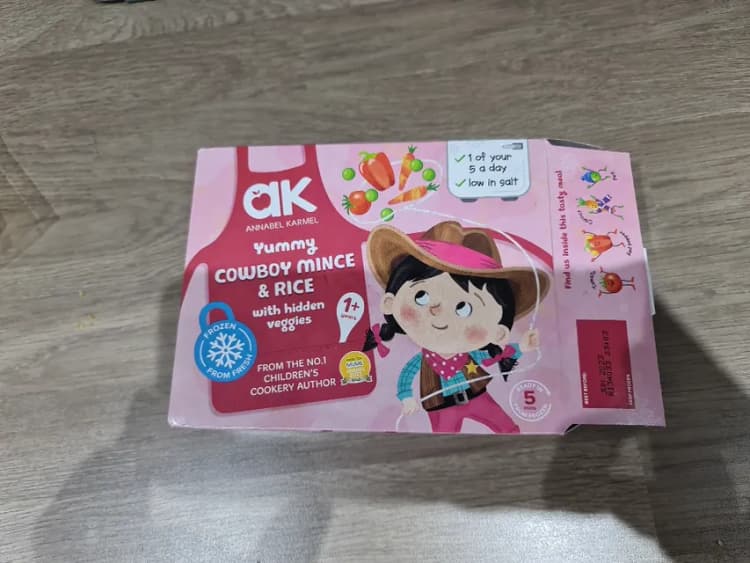 ak
ANNABEL KARMEL
Yummy
COWBOY MINCE
& RICE
with hidden
veggies
1+
FROZEN
FROM FRESH
FROM THE NO.1
CHILDREN'S
COOKERY AUTHOR
1 of your
5 a day
low in salt
READY IN
5
mins
Find us inside this tasty meal
BEST BEFORE: